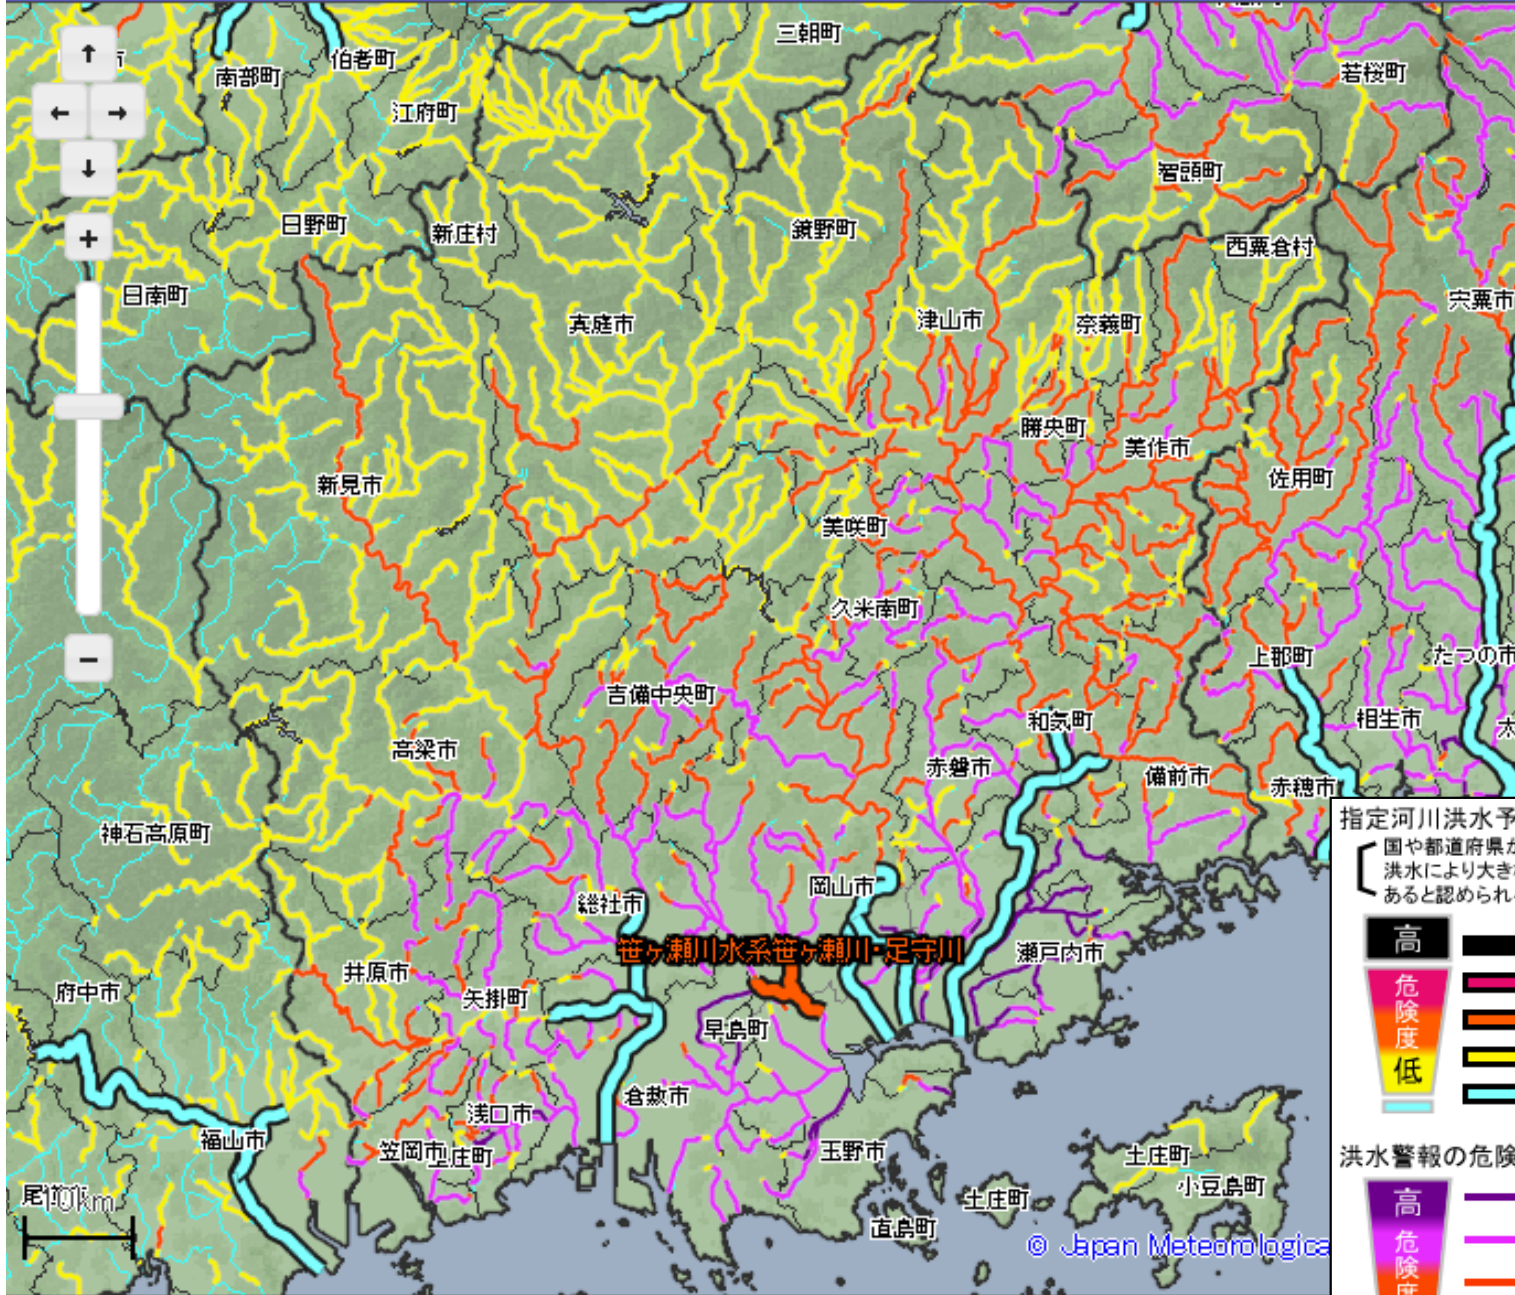 三朝町
伯耆町
南部町
若桜町
江府町
智頭町
日野町
新庄村
鏡野町
西粟倉村
日南町
宍粟市
真庭市
津山市
奈義町
勝央町
美作市
新見市
佐用町
美咲町
久米南町
上郡町
たつの市
吉備中央町
和気町
相生市
太
高梁市
赤磐市
備前市
赤穂市
神石高原町
岡山市
総社市
笹ヶ瀬川水系笹ヶ瀬川・足守川
瀬戸内市
井原市
府中市
矢掛町
早島町
倉敷市
浅口市
福山市
笠岡市
里庄町
玉野市
土庄町
小豆島町
土庄町
直島町
10km
© Japan Meteorologica
指定河川洪水予
国や都道府県が
洪水により大き
あると認められ
高
危険度
低
洪水警報の危険
高
危険度